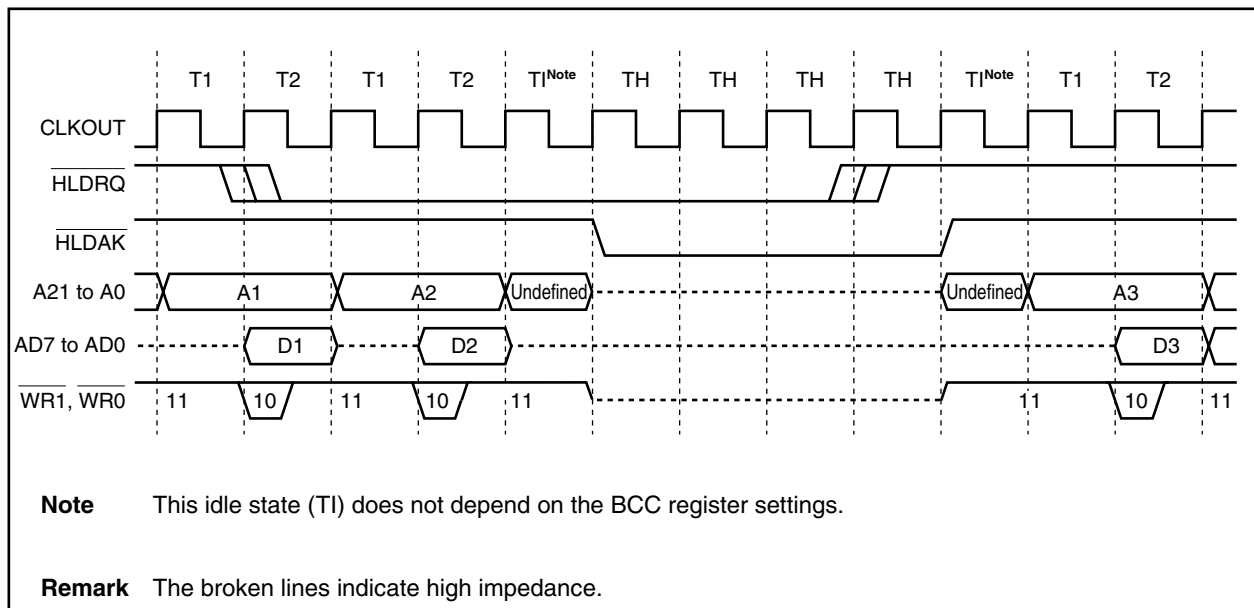 T1 T2 T1 T2 TINote TH TH TH TH TINote T1 T2
CLKOUT
HLDRQ
HLDAK
A21 to A0 A1 A2 Undefined Undefined A3
AD7 to AD0 D1 D2 D3
WR1, WR0 11 10 11 10 11 11 10 11
Note This idle state (TI) does not depend on the BCC register settings.
Remark The broken lines indicate high impedance.